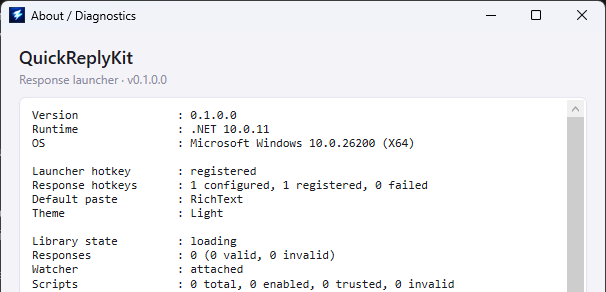 About / Diagnostics
QuickReplyKit
Response launcher · v0.1.0.0
Version : 0.1.0.0
Runtime : .NET 10.0.11
OS : Microsoft Windows 10.0.26200 (X64)
Launcher hotkey : registered
Response hotkeys : 1 configured, 1 registered, 0 failed
Default paste : RichText
Theme : Light
Library state : loading
Responses : 0 (0 valid, 0 invalid)
Watcher : attached
Scripts : 0 total, 0 enabled, 0 trusted, 0 invalid